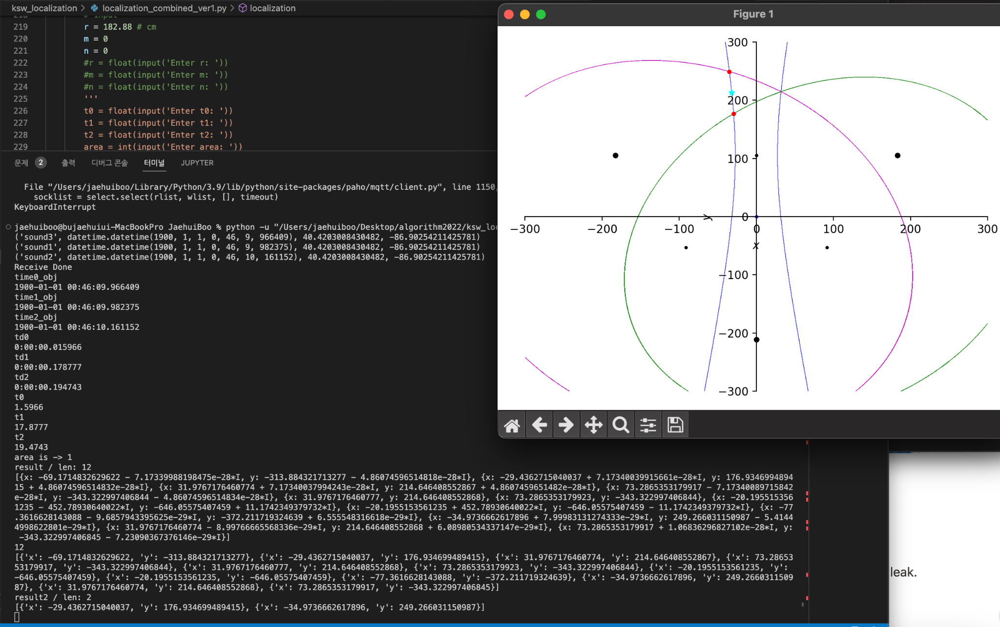 ksw_localization > localization_combined_ver1.py > localization
218 # input
219 r = 182.88 # cm
220 m = 0
221 n = 0
222 #r = float(input('Enter r: '))
223 #m = float(input('Enter m: '))
224 #n = float(input('Enter n: '))
225 '''
226 t0 = float(input('Enter t0: '))
227 t1 = float(input('Enter t1: '))
228 t2 = float(input('Enter t2: '))
229 area = int(input('Enter area: '))
문제 2 출력 디버그 콘솔 터미널 JUPYTER
File "/Users/jaehuiboo/Library/Python/3.9/lib/python/site-packages/paho/mqtt/client.py", line 1150,
socklist = select.select(rlist, wlist, [], timeout)
KeyboardInterrupt
jaehuiboo@bujaehuiui-MacBookPro JaehuiBoo % python -u "/Users/jaehuiboo/Desktop/algorithm2022/ksw_loc
('sound3', datetime.datetime(1900, 1, 1, 0, 46, 9, 966409), 40.4203008430482, -86.90254211425781)
('sound1', datetime.datetime(1900, 1, 1, 0, 46, 9, 982375), 40.4203008430482, -86.90254211425781)
('sound2', datetime.datetime(1900, 1, 1, 0, 46, 10, 161152), 40.4203008430482, -86.90254211425781)
Receive Done
time0_obj
1900-01-01 00:46:09.966409
time1_obj
1900-01-01 00:46:09.982375
time2_obj
1900-01-01 00:46:10.161152
td0
0:00:00.015966
td1
0:00:00.178777
td2
0:00:00.194743
t0
1.5966
t1
17.8777
t2
19.4743
area is -> 1
result / len: 12
[{x: -69.1714832629622 - 7.17339988198475e-28*I, y: -313.884321713277 - 4.86074596514818e-28*I}, {x: -29.4362715040037 + 7.17340039915661e-28*I, y: 176.9346994894
15 + 4.86074596514832e-28*I}, {x: 31.9767176460774 + 7.17340037994243e-28*I, y: 214.646408552867 + 4.8607459651482e-28*I}, {x: 73.2865353179917 - 7.17340089715842
e-28*I, y: -343.322997406844 - 4.86074596514834e-28*I}, {x: 31.9767176460777, y: 214.646408552868}, {x: 73.2865353179923, y: -343.322997406844}, {x: -20.195515356
1235 - 452.78930640022*I, y: -646.05575407459 + 11.1742349379732*I}, {x: -20.1955153561235 + 452.78930640022*I, y: -646.05575407459 - 11.1742349379732*I}, {x: -77
.3616628143088 - 9.6857943395625e-29*I, y: -372.211719324639 + 6.555548316618e-29*I}, {x: -34.9736662617896 + 7.99983131274333e-29*I, y: 249.266031150987 - 5.4144
4998622801e-29*I}, {x: 31.9767176460774 - 8.99766665568336e-29*I, y: 214.646408552868 + 6.08980534337147e-29*I}, {x: 73.2865353179917 + 1.06836296827102e-28*I, y:
-343.322997406845 - 7.23090367376146e-29*I}]
12
[{'x': -69.1714832629622, 'y': -313.884321713277}, {'x': -29.4362715040037, 'y': 176.934699489415}, {'x': 31.9767176460774, 'y': 214.646408552867}, {'x': 73.28653
53179917, 'y': -343.322997406844}, {'x': 31.9767176460777, 'y': 214.646408552868}, {'x': 73.2865353179923, 'y': -343.322997406844}, {'x': -20.1955153561235, 'y':
-646.05575407459}, {'x': -20.1955153561235, 'y': -646.05575407459}, {'x': -77.3616628143088, 'y': -372.211719324639}, {'x': -34.9736662617896, 'y': 249.2660311509
87}, {'x': 31.9767176460774, 'y': 214.646408552868}, {'x': 73.2865353179917, 'y': -343.322997406845}]
result2 / len: 2
[{'x': -29.4362715040037, 'y': 176.934699489415}, {'x': -34.9736662617896, 'y': 249.266031150987}]
Figure 1
300
200
100
0
y
−300 −200 −100 0 100 200 300
x
−100
−200
−300
leak.